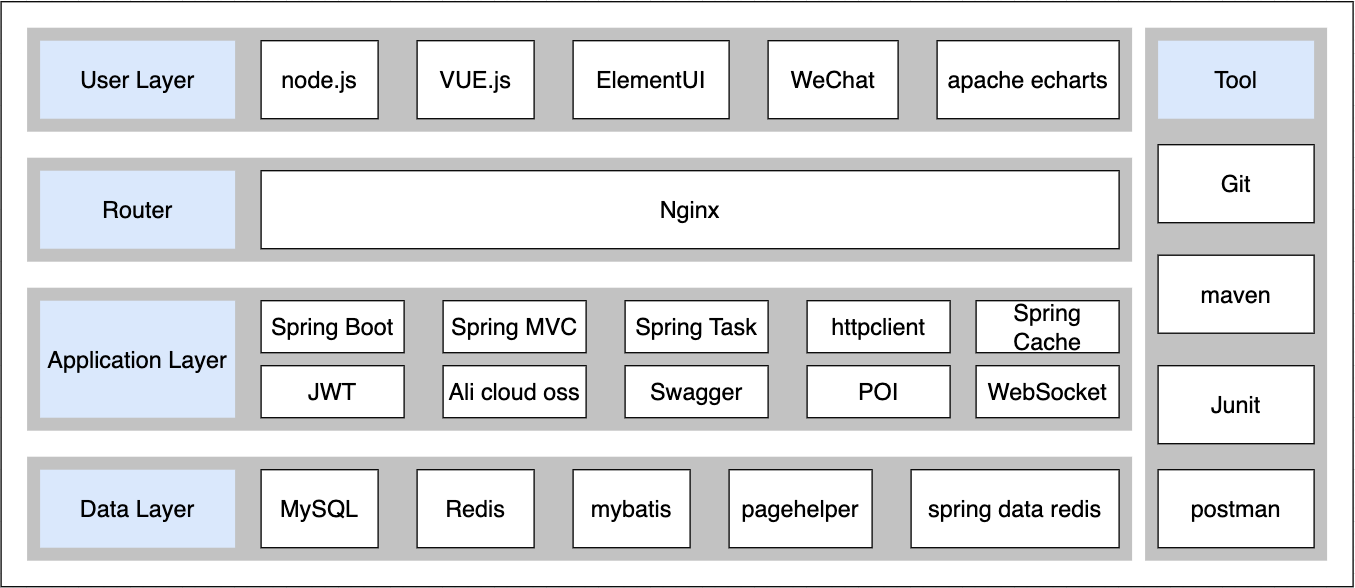 User Layer
node.js
VUE.js
ElementUI
WeChat
apache echarts
Router
Nginx
Application Layer
Spring Boot
Spring MVC
Spring Task
httpclient
Spring
Cache
JWT
Ali cloud oss
Swagger
POI
WebSocket
Data Layer
MySQL
Redis
mybatis
pagehelper
spring data redis
Tool
Git
maven
Junit
postman